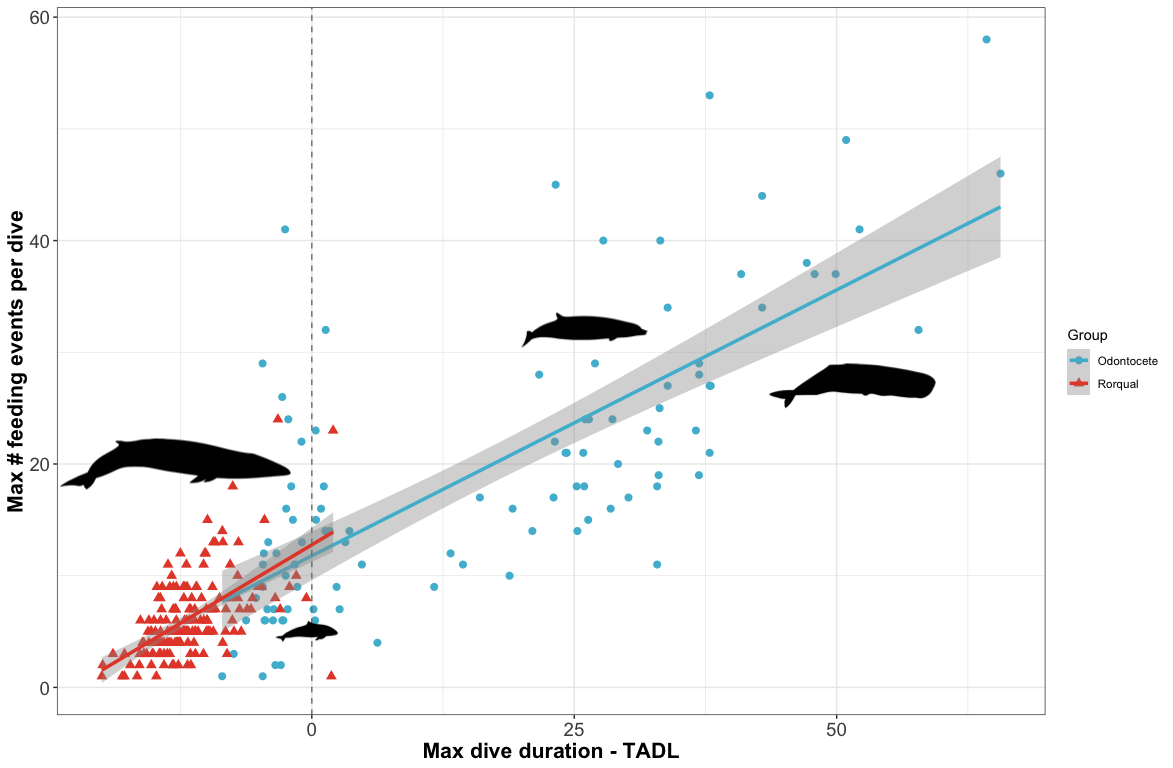 60
40
20
0
Max # feeding events per dive
0
25
50
Max dive duration - TADL
Group
Odontocete
Rorqual